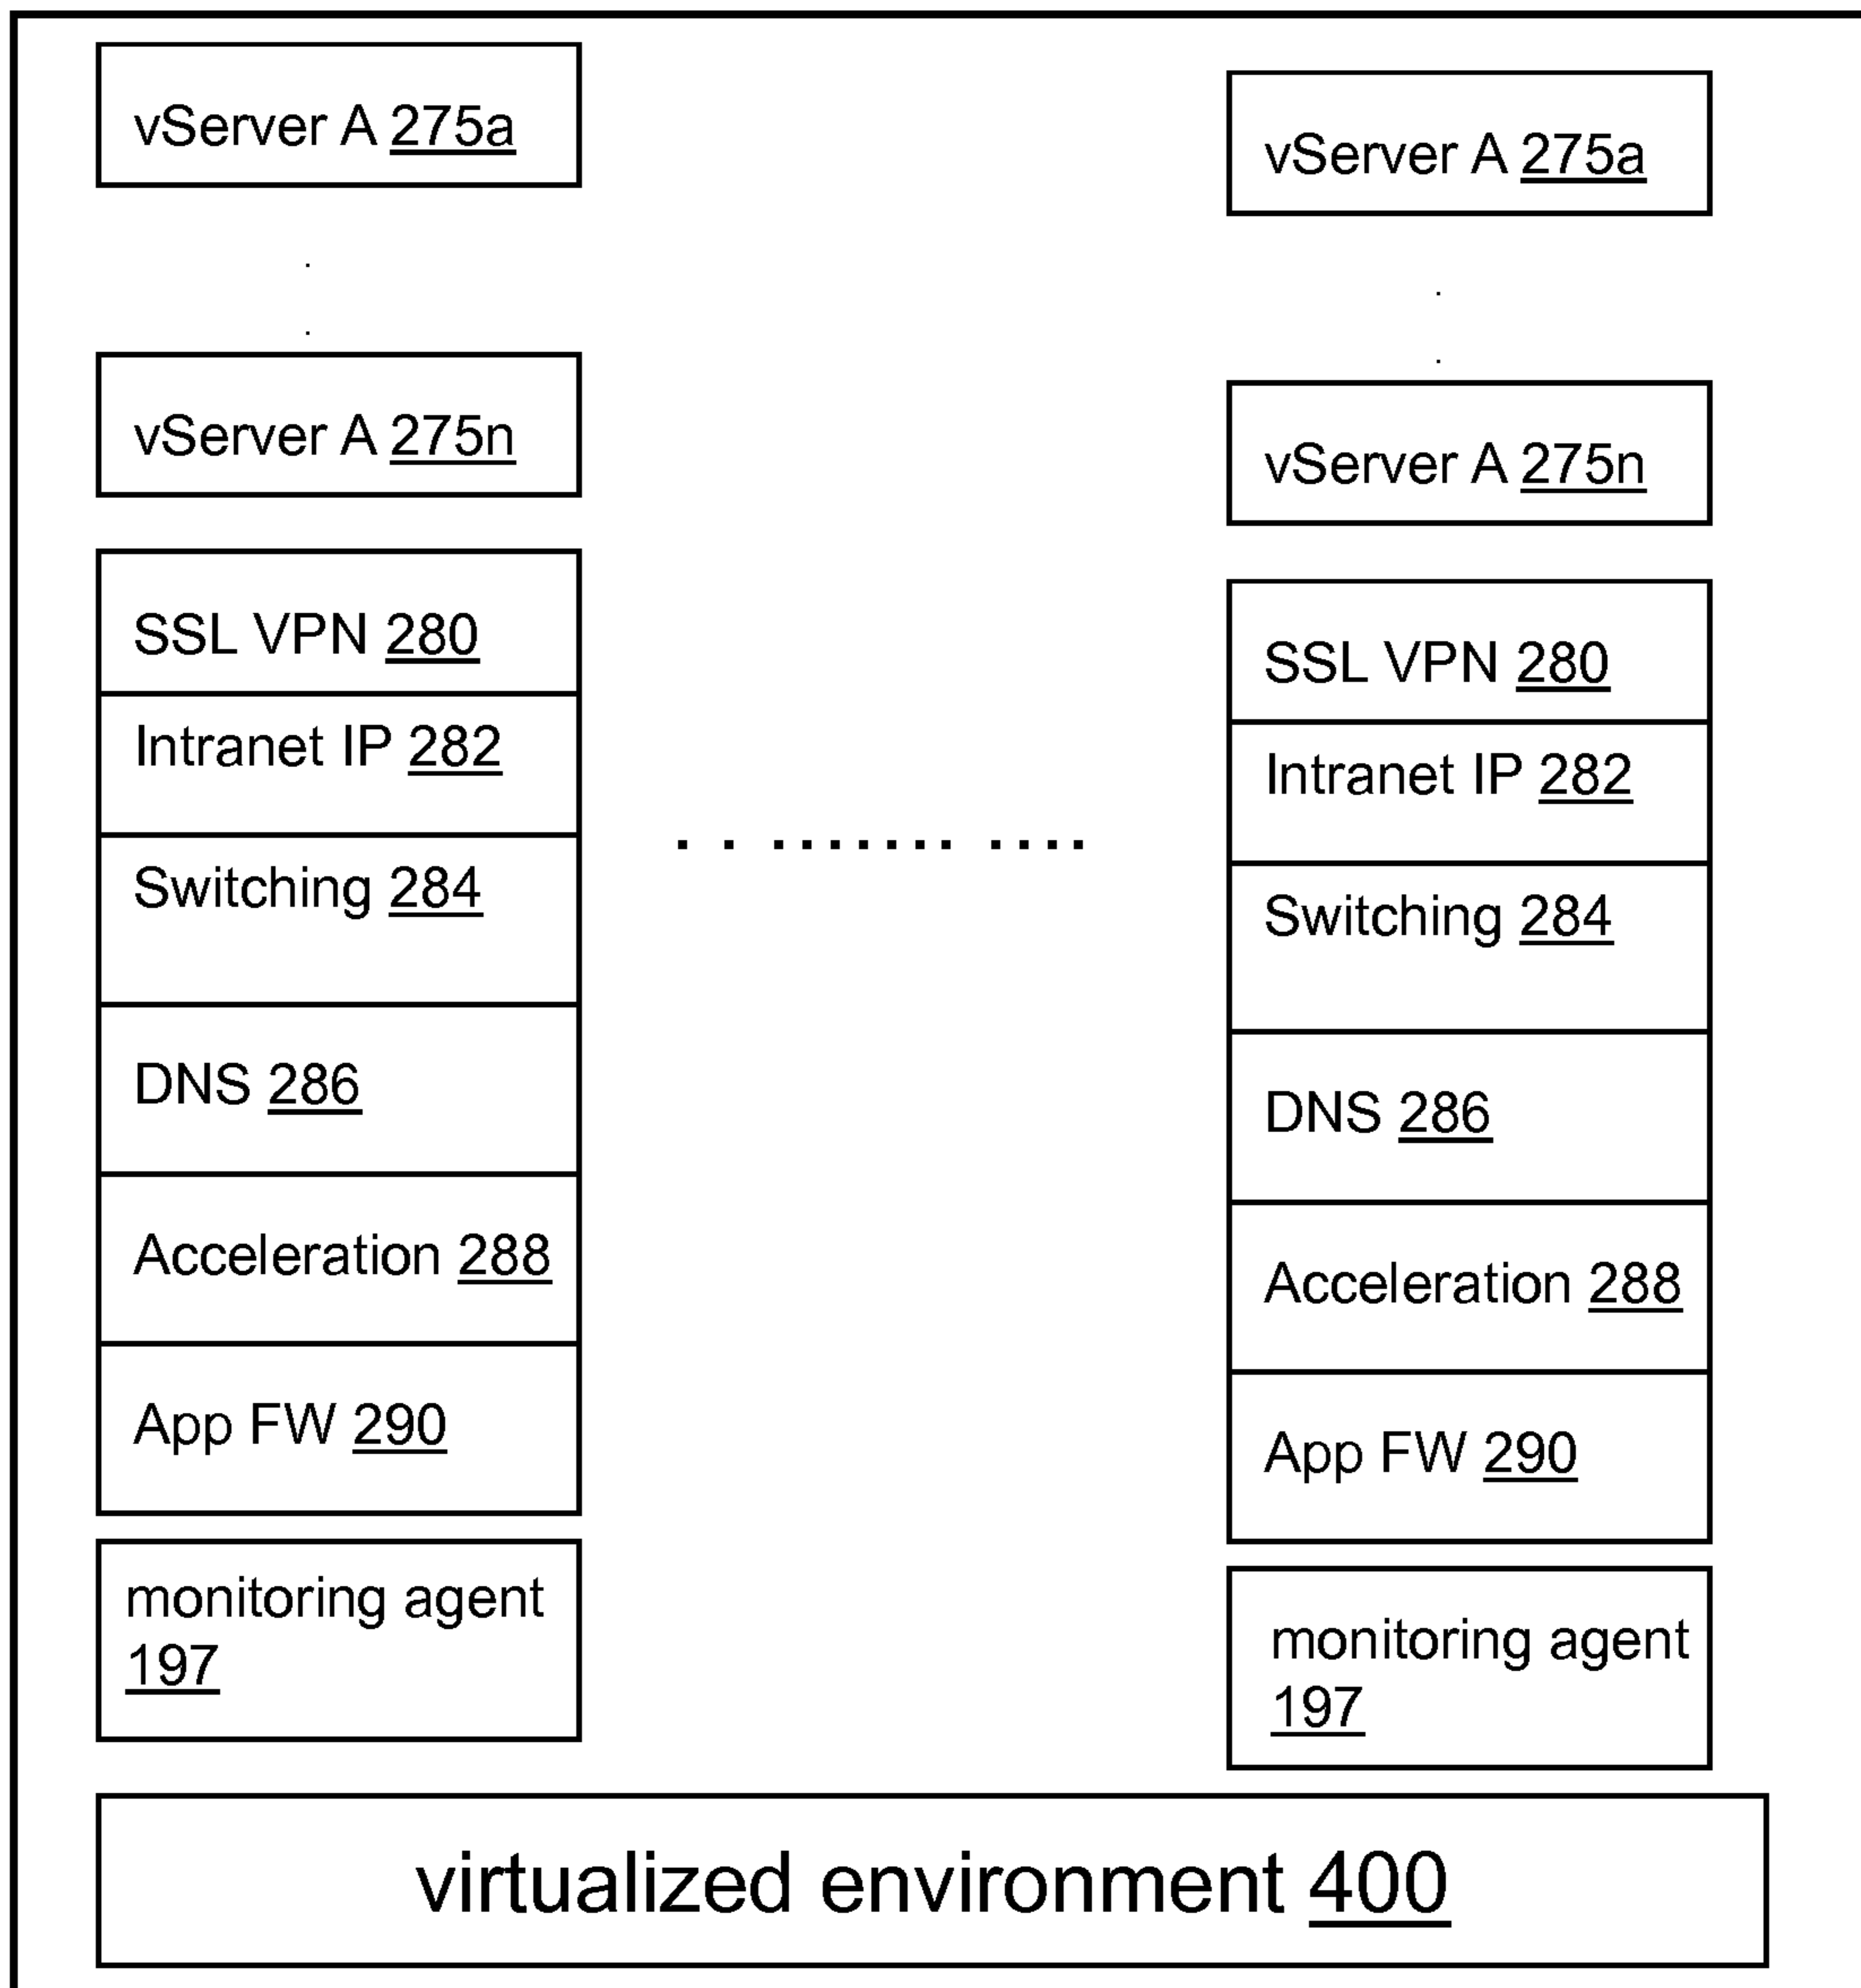 vServer A 275a
vServer A 275n
SSL VPN 280
Intranet IP 282
Switching 284
DNS 286
Acceleration 288
App FW 290
monitoring agent
197
vServer A 275a
vServer A 275n
SSL VPN 280
Intranet IP 282
Switching 284
DNS 286
Acceleration 288
App FW 290
monitoring agent
197
virtualized environment 400